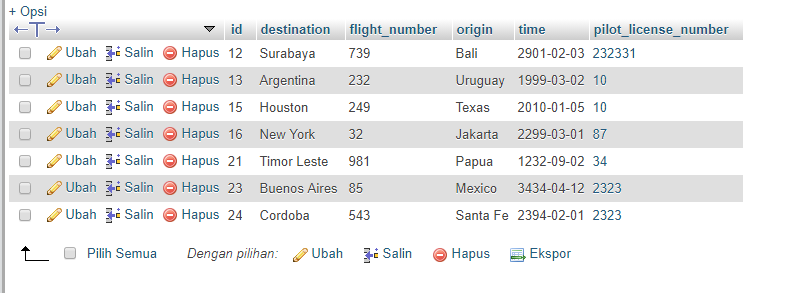 + Opsi
id destination flight_number origin time pilot_license_number
Ubah Salin Hapus 12 Surabaya 739 Bali 2901-02-03 232331
Ubah Salin Hapus 13 Argentina 232 Uruguay 1999-03-02 10
Ubah Salin Hapus 15 Houston 249 Texas 2010-01-05 10
Ubah Salin Hapus 16 New York 32 Jakarta 2299-03-01 87
Ubah Salin Hapus 21 Timor Leste 981 Papua 1232-09-02 34
Ubah Salin Hapus 23 Buenos Aires 85 Mexico 3434-04-12 2323
Ubah Salin Hapus 24 Cordoba 543 Santa Fe 2394-02-01 2323
Pilih Semua Dengan pilihan: Ubah Salin Hapus Ekspor